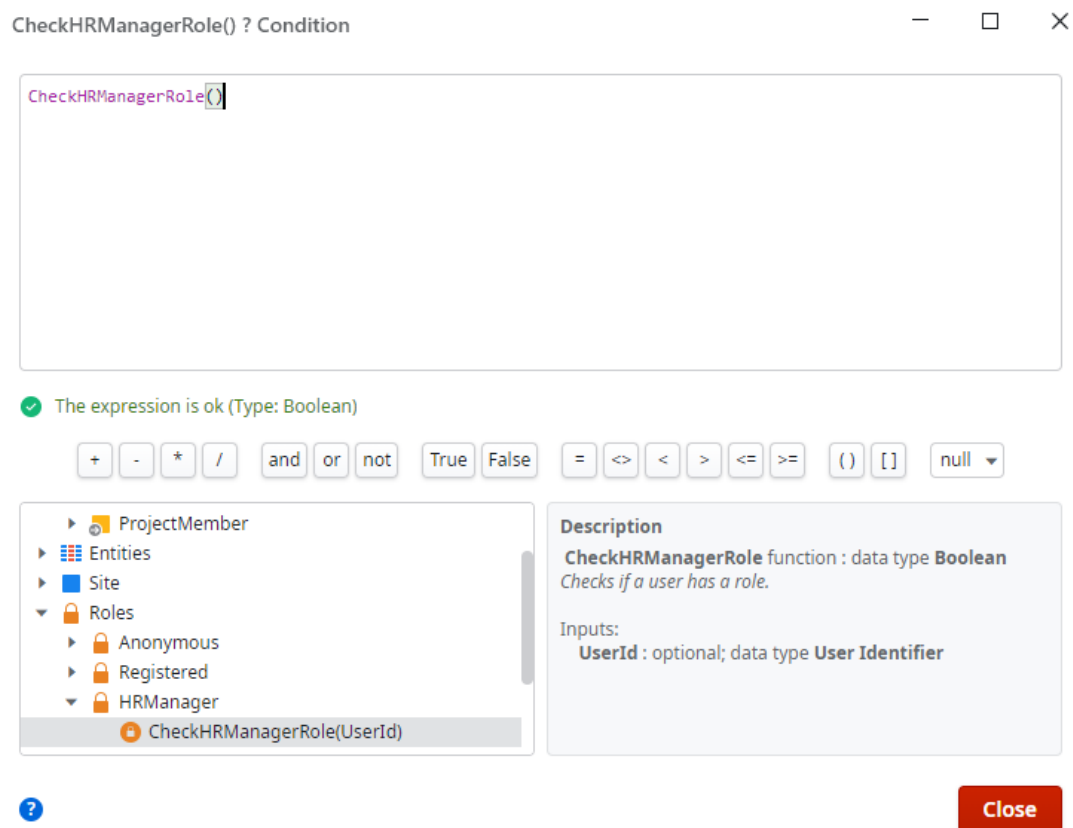 CheckHRManagerRole() ? Condition
CheckHRManagerRole()
The expression is ok (Type: Boolean)
+ - * / and or not True False = <> < > <= >= ( ) [ ] null
ProjectMember
Entities
Site
Roles
Anonymous
Registered
HRManager
CheckHRManagerRole(UserId)
Description
CheckHRManagerRole function : data type Boolean
Checks if a user has a role.
Inputs:
UserId : optional; data type User Identifier
?
Close